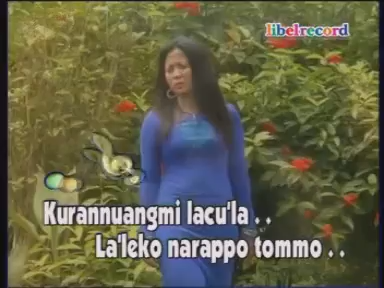 libelrecord
Kurannuangmi lacu'la . .
La'leko narappo tommo . .